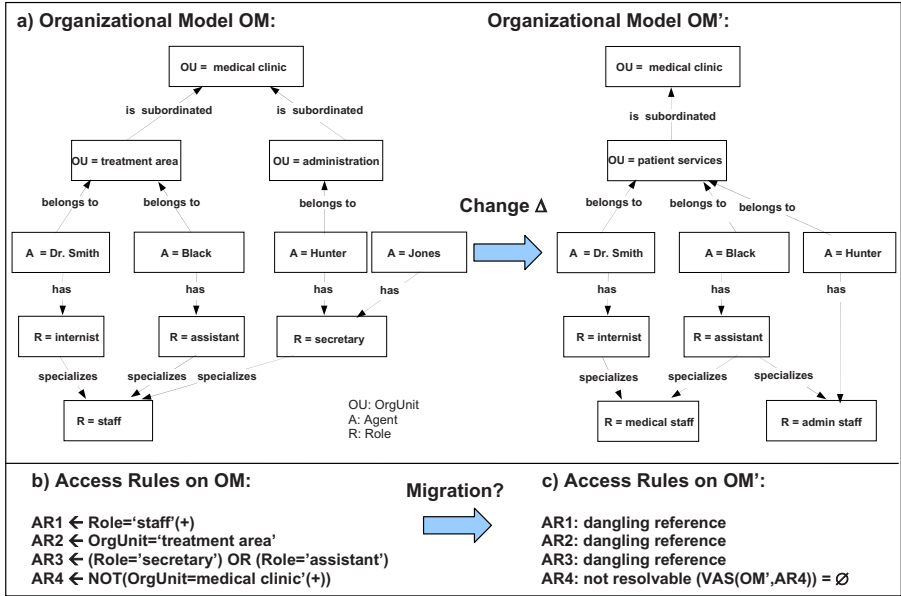 a) Organizational Model OM:
Organizational Model OM’:
OU = medical clinic
is subordinated
is subordinated
OU = treatment area
OU = administration
belongs to
belongs to
belongs to
A = Dr. Smith
A = Black
A = Hunter
A = Jones
has
has
has
has
R = internist
R = assistant
R = secretary
specializes
specializes
specializes
R = staff
OU: OrgUnit
A: Agent
R: Role
Change Δ
OU = medical clinic
is subordinated
OU = patient services
belongs to
belongs to
belongs to
A = Dr. Smith
A = Black
A = Hunter
has
has
has
R = internist
R = assistant
specializes
specializes
specializes
R = medical staff
R = admin staff
b) Access Rules on OM:
AR1 ← Role=‘staff’(+)
AR2 ← OrgUnit=‘treatment area’
AR3 ← (Role=’secretary’) OR (Role=’assistant’)
AR4 ← NOT(OrgUnit=medical clinic’(+))
Migration?
c) Access Rules on OM’:
AR1: dangling reference
AR2: dangling reference
AR3: dangling reference
AR4: not resolvable (VAS(OM’,AR4)) = ∅